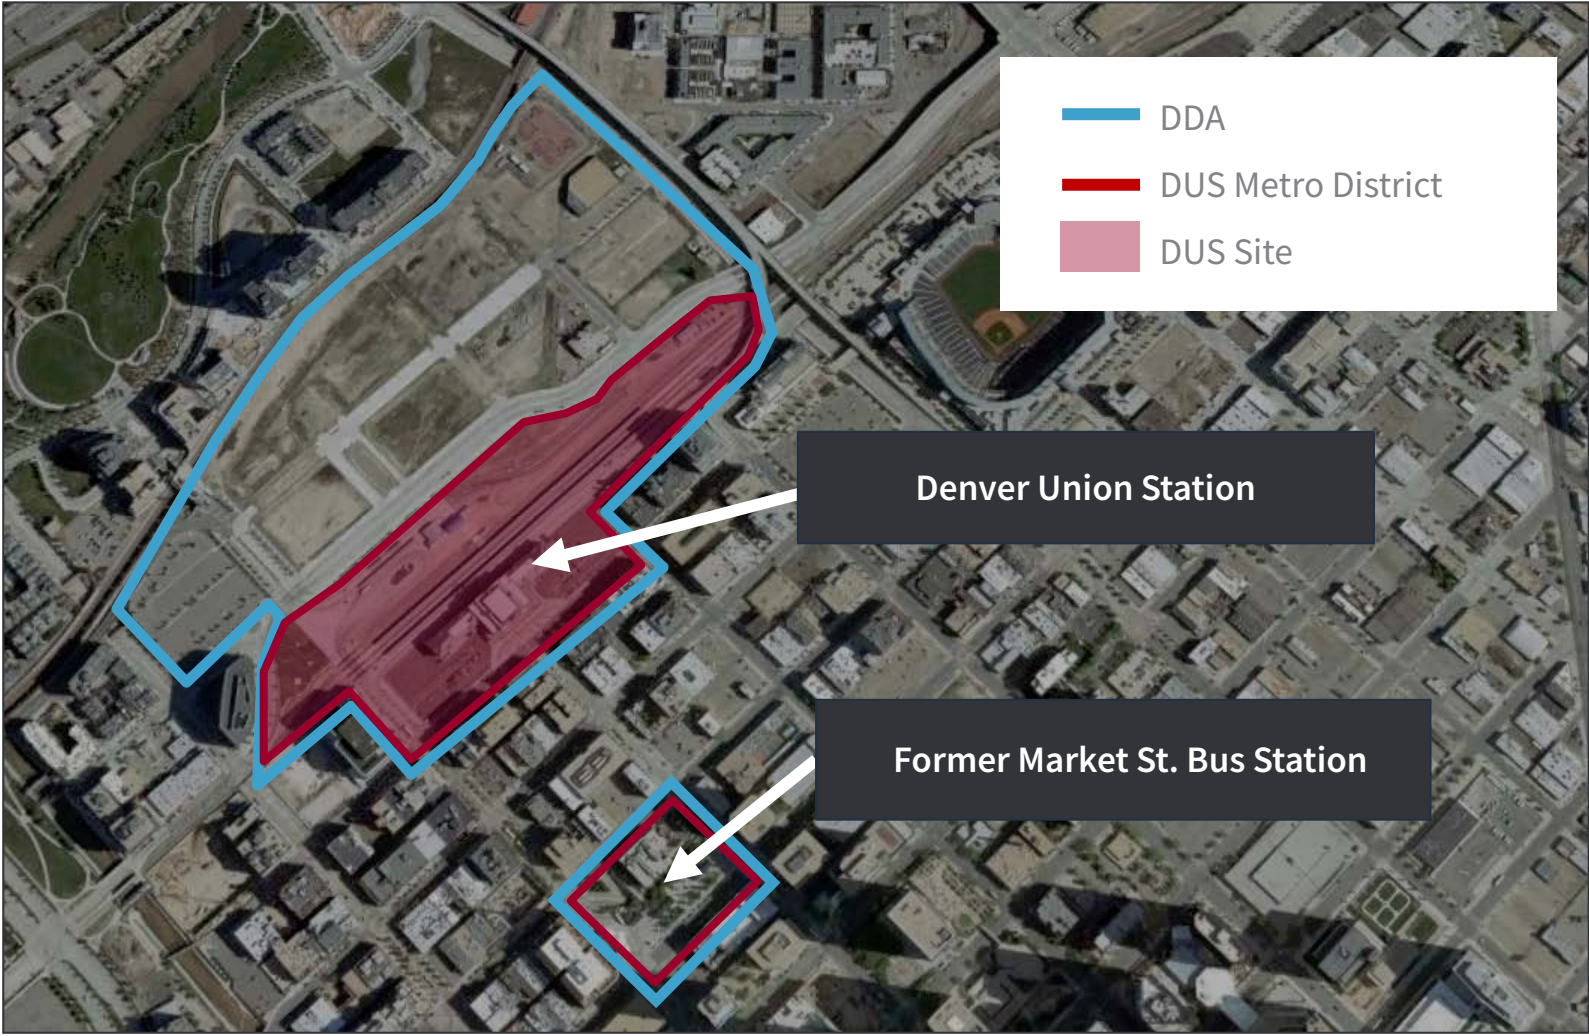 DDA
DUS Metro District
DUS Site
Denver Union Station
Former Market St. Bus Station